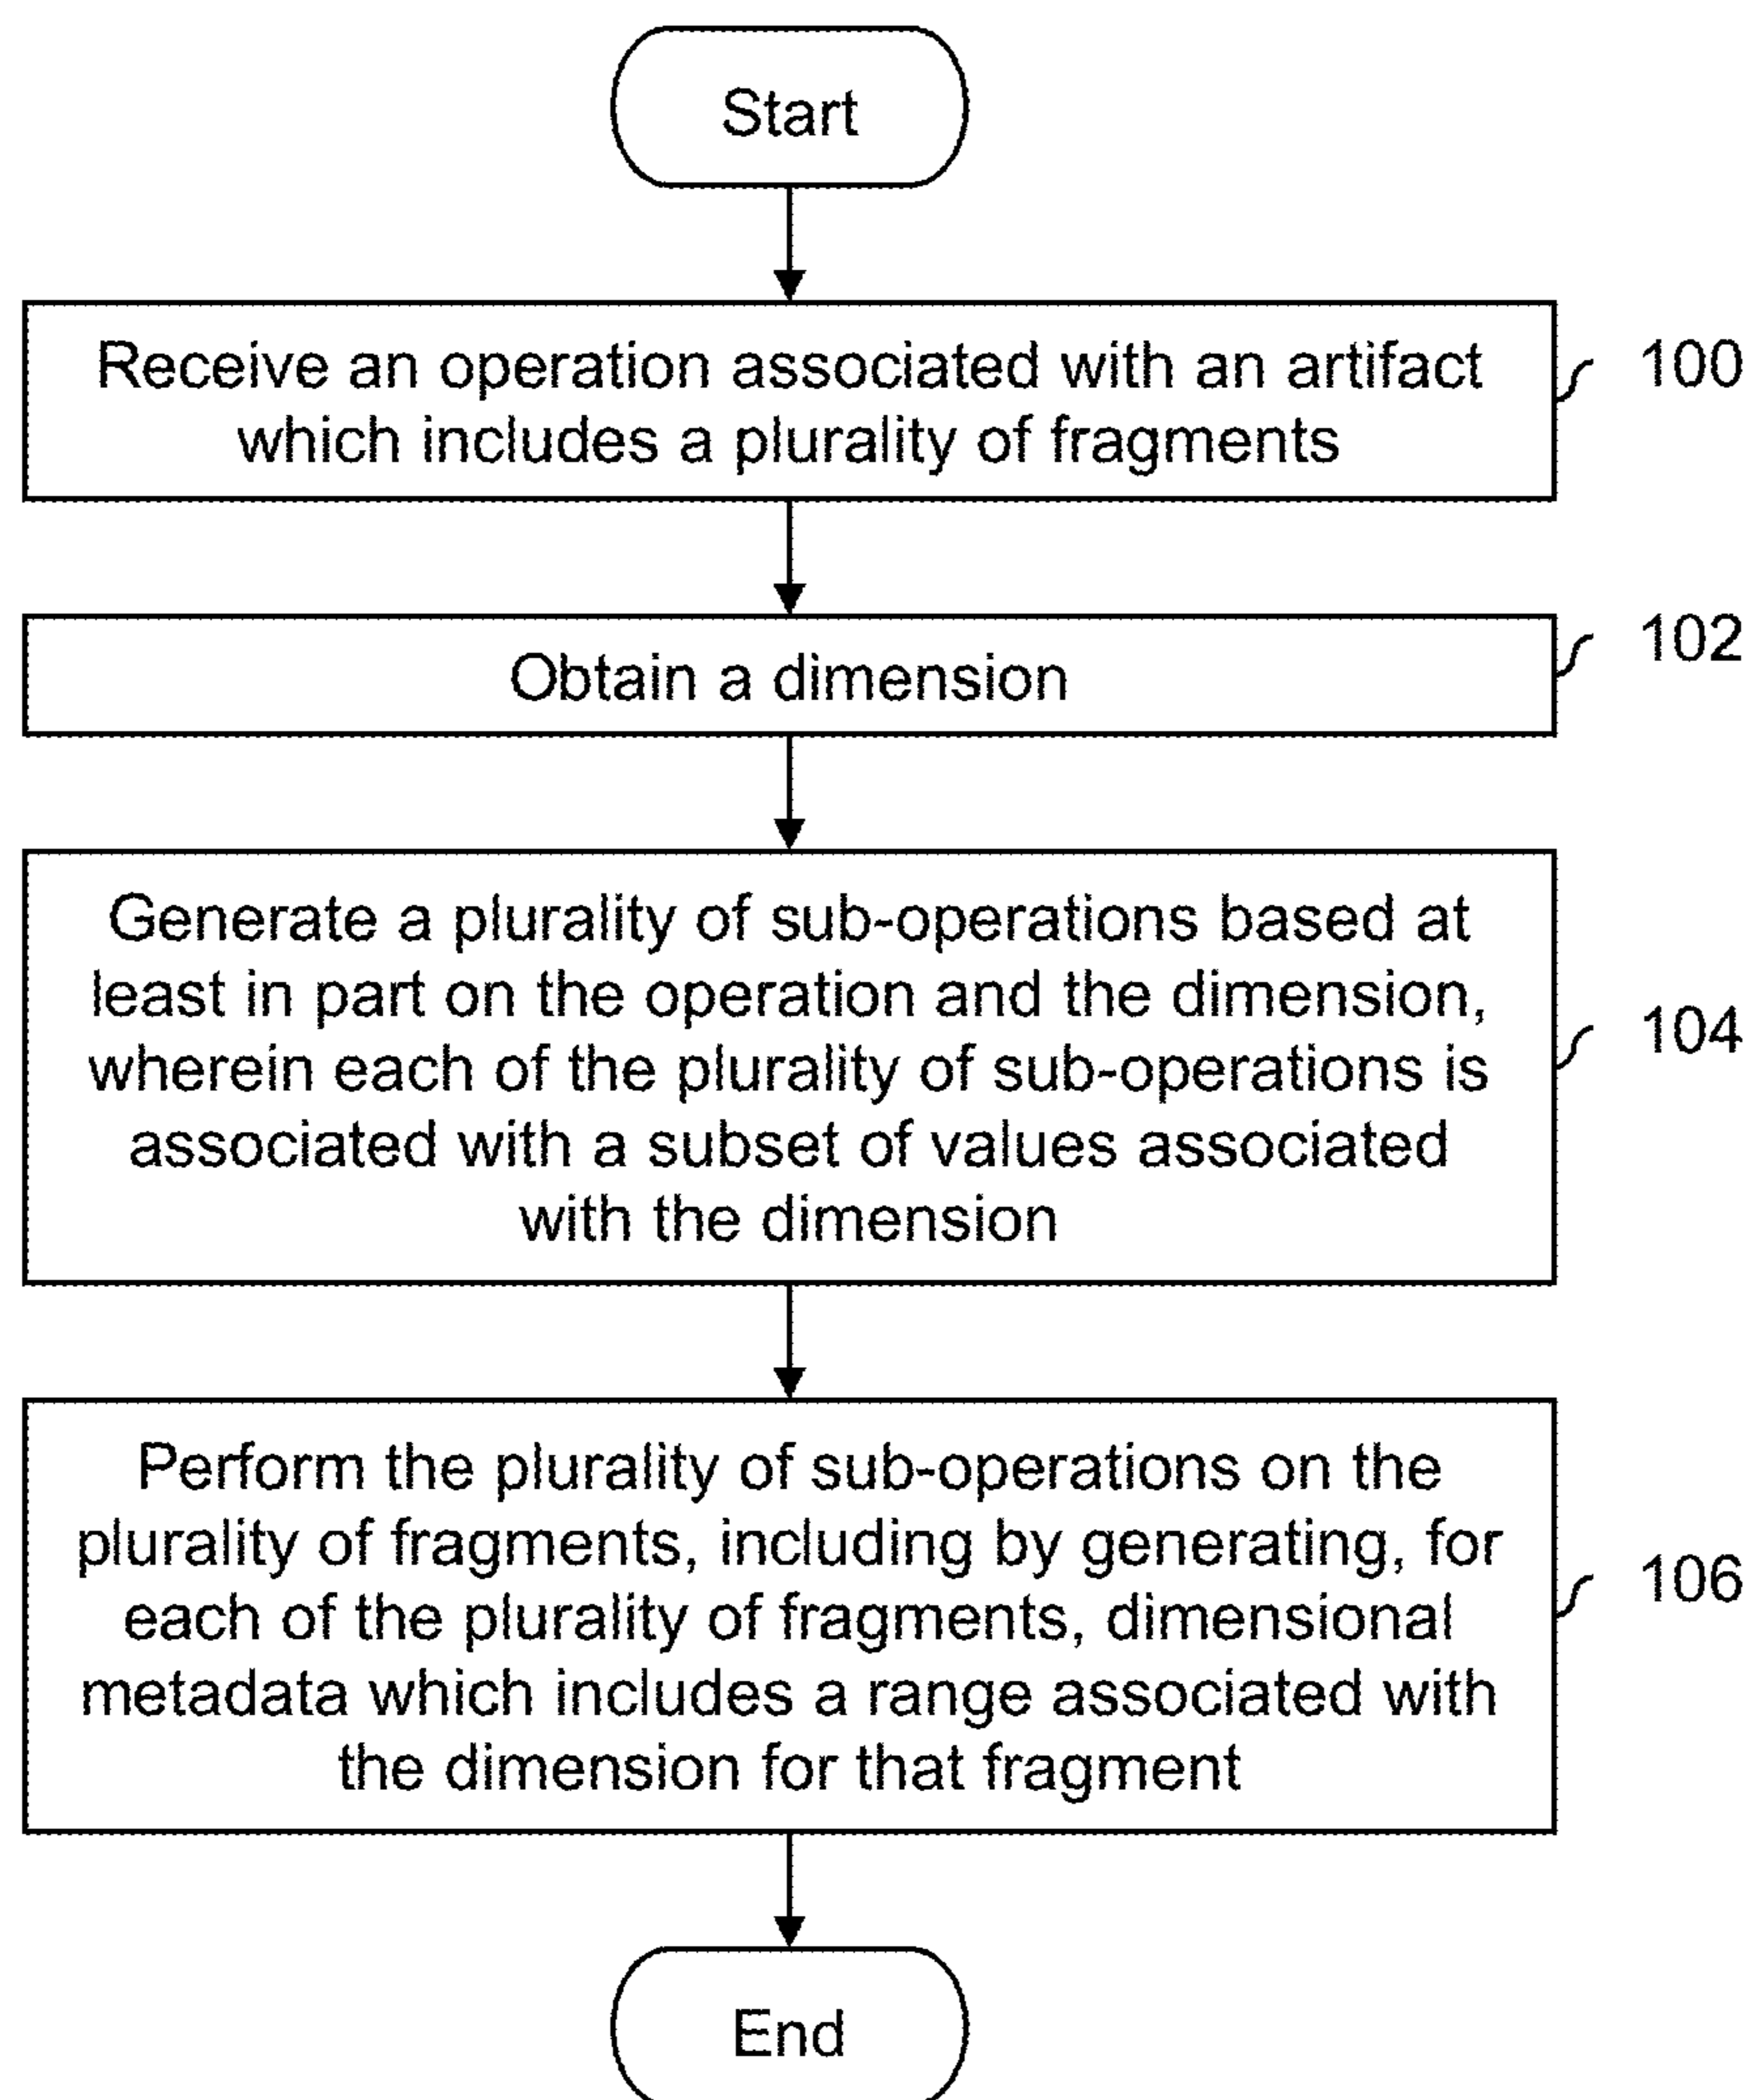 Start
Receive an operation associated with an artifact
which includes a plurality of fragments
100
Obtain a dimension
102
Generate a plurality of sub-operations based at
least in part on the operation and the dimension,
wherein each of the plurality of sub-operations is
associated with a subset of values associated
with the dimension
104
Perform the plurality of sub-operations on the
plurality of fragments, including by generating, for
each of the plurality of fragments, dimensional
metadata which includes a range associated with
the dimension for that fragment
106
End